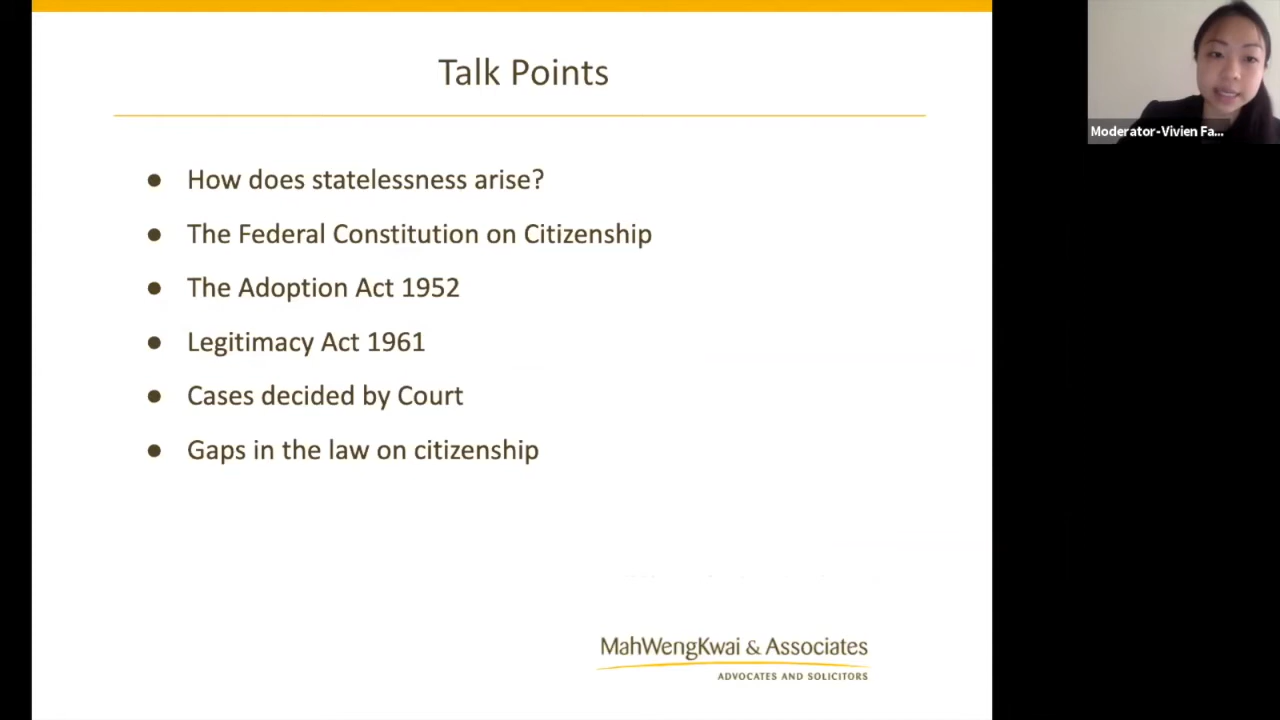 Talk Points
● How does statelessness arise?
● The Federal Constitution on Citizenship
● The Adoption Act 1952
● Legitimacy Act 1961
● Cases decided by Court
● Gaps in the law on citizenship
MahWengKwai & Associates
ADVOCATES AND SOLICITORS
Moderator-Vivien Fa...